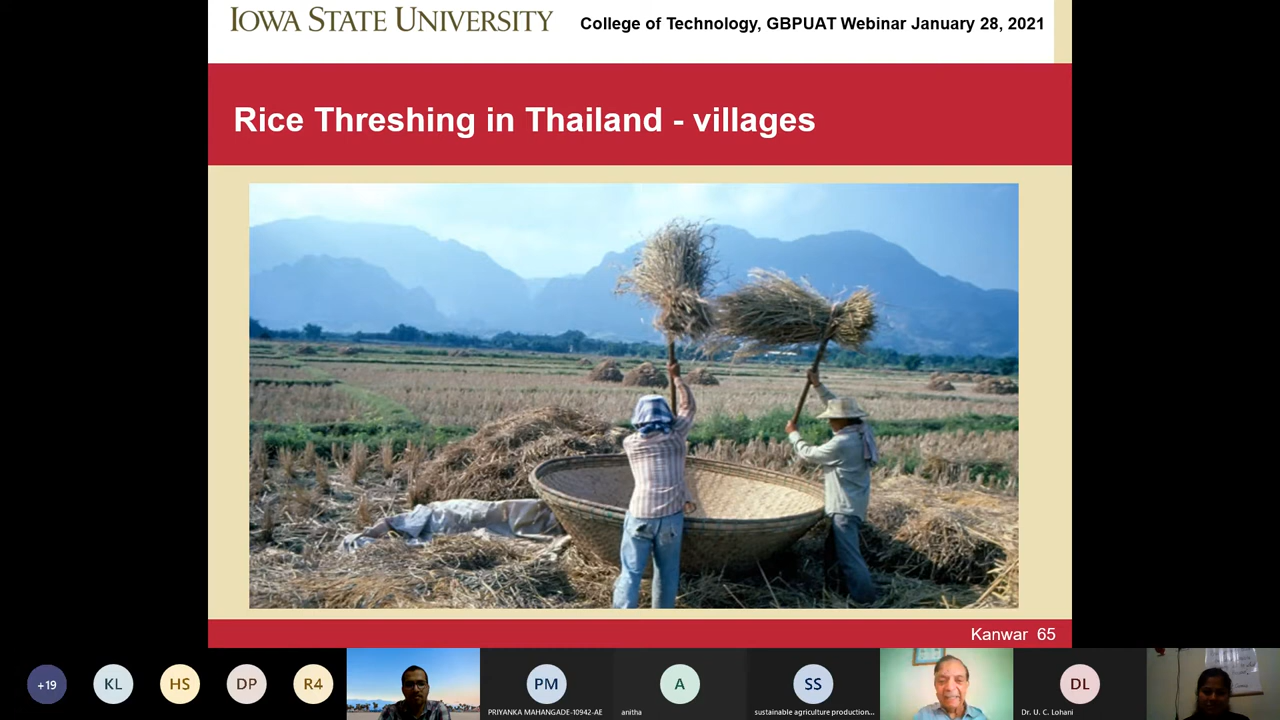 IOWA STATE UNIVERSITY
College of Technology, GBPUAT Webinar January 28, 2021
Rice Threshing in Thailand - villages
Kanwar 65
+19
KL
HS
DP
R4
PM
A
SS
DL
PRIYANKA MAHANGADE-10942-AE
anitha
sustainable agriculture production...
Dr. U. C. Lohani